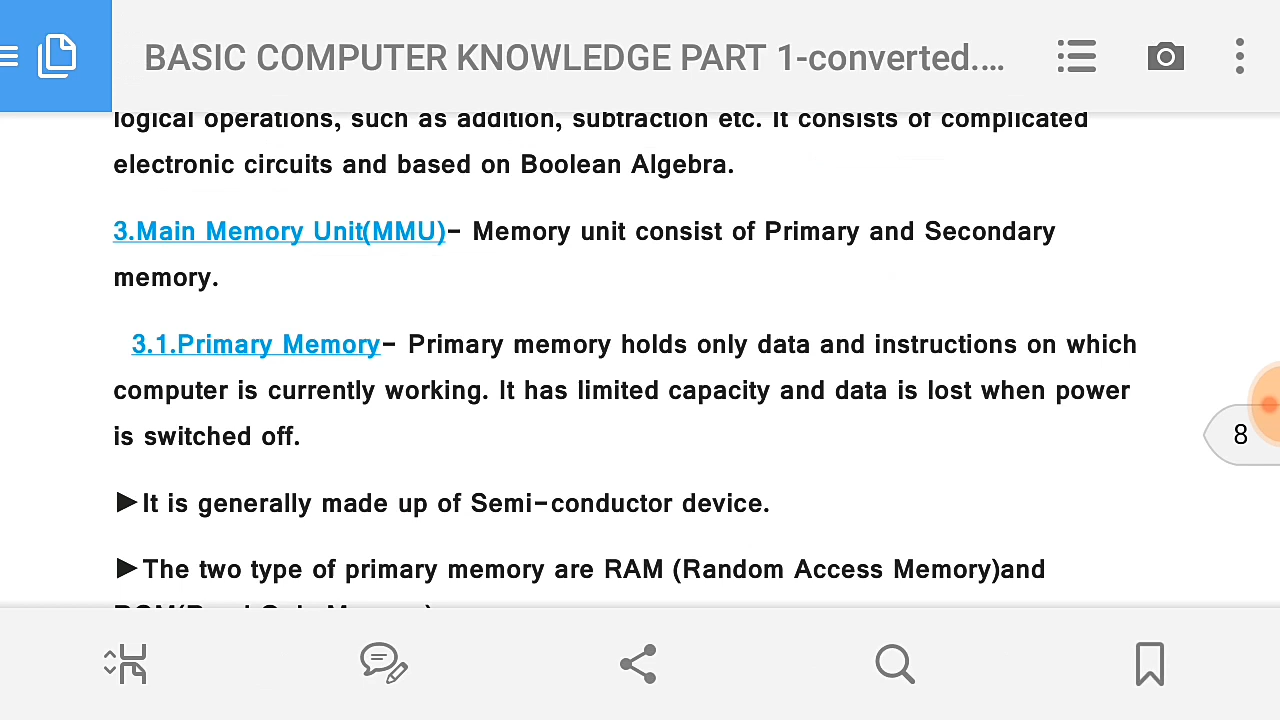 BASIC COMPUTER KNOWLEDGE PART 1-converted....
logical operations, such as addition, subtraction etc. It consists of complicated
electronic circuits and based on Boolean Algebra.
3.Main Memory Unit(MMU)- Memory unit consist of Primary and Secondary
memory.
3.1.Primary Memory- Primary memory holds only data and instructions on which
computer is currently working. It has limited capacity and data is lost when power
is switched off.
8
►It is generally made up of Semi-conductor device.
►The two type of primary memory are RAM (Random Access Memory)and